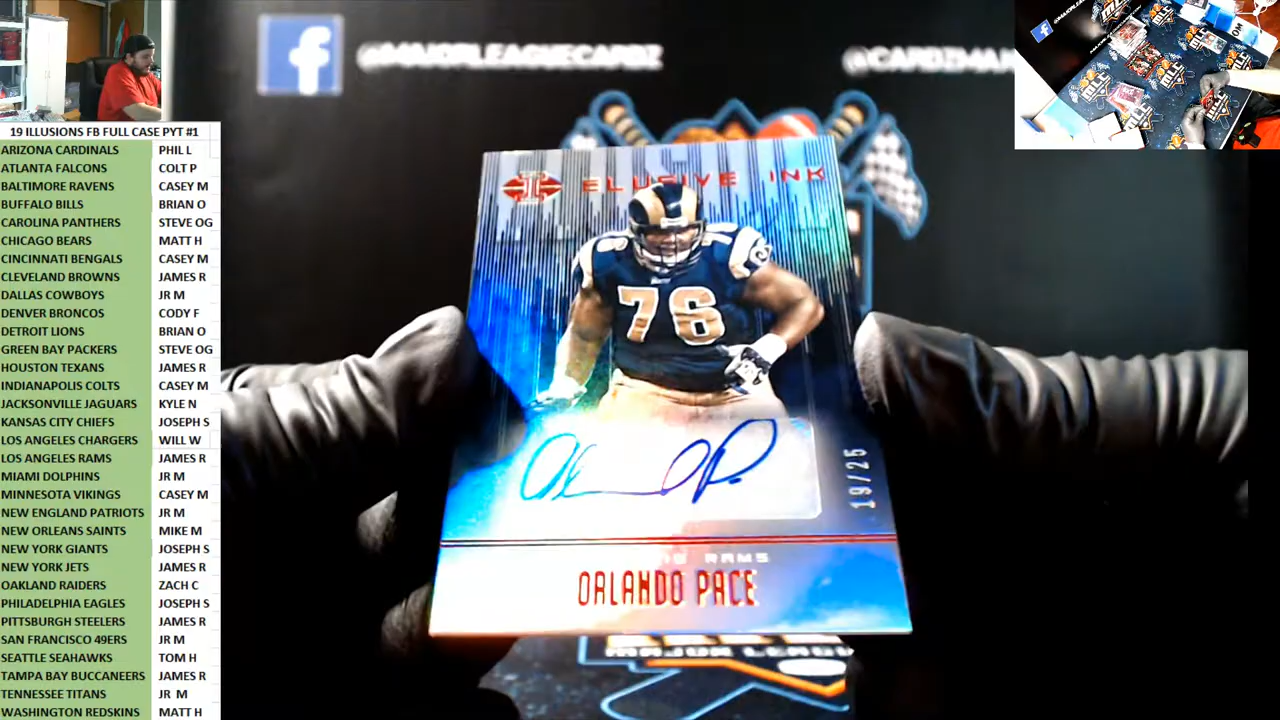 @MAJORLEAGUECARDZ
@CARDZMAN
19 ILLUSIONS FB FULL CASE PYT #1
ARIZONA CARDINALS PHIL L
ATLANTA FALCONS COLT P
BALTIMORE RAVENS CASEY M
BUFFALO BILLS BRIAN O
CAROLINA PANTHERS STEVE OG
CHICAGO BEARS MATT H
CINCINNATI BENGALS CASEY M
CLEVELAND BROWNS JAMES R
DALLAS COWBOYS JR M
DENVER BRONCOS CODY F
DETROIT LIONS BRIAN O
GREEN BAY PACKERS STEVE OG
HOUSTON TEXANS JAMES R
INDIANAPOLIS COLTS CASEY M
JACKSONVILLE JAGUARS KYLE N
KANSAS CITY CHIEFS JOSEPH S
LOS ANGELES CHARGERS WILL W
LOS ANGELES RAMS JAMES R
MIAMI DOLPHINS JR M
MINNESOTA VIKINGS CASEY M
NEW ENGLAND PATRIOTS JR M
NEW ORLEANS SAINTS MIKE M
NEW YORK GIANTS JOSEPH S
NEW YORK JETS JAMES R
OAKLAND RAIDERS ZACH C
PHILADELPHIA EAGLES JOSEPH S
PITTSBURGH STEELERS JAMES R
SAN FRANCISCO 49ERS JR M
SEATTLE SEAHAWKS TOM H
TAMPA BAY BUCCANEERS JAMES R
TENNESSEE TITANS JR M
WASHINGTON REDSKINS MATT H
ELUSIVE INK
76
76
19/25
RAMS
ORLANDO PACE
MAJOR LEAGU